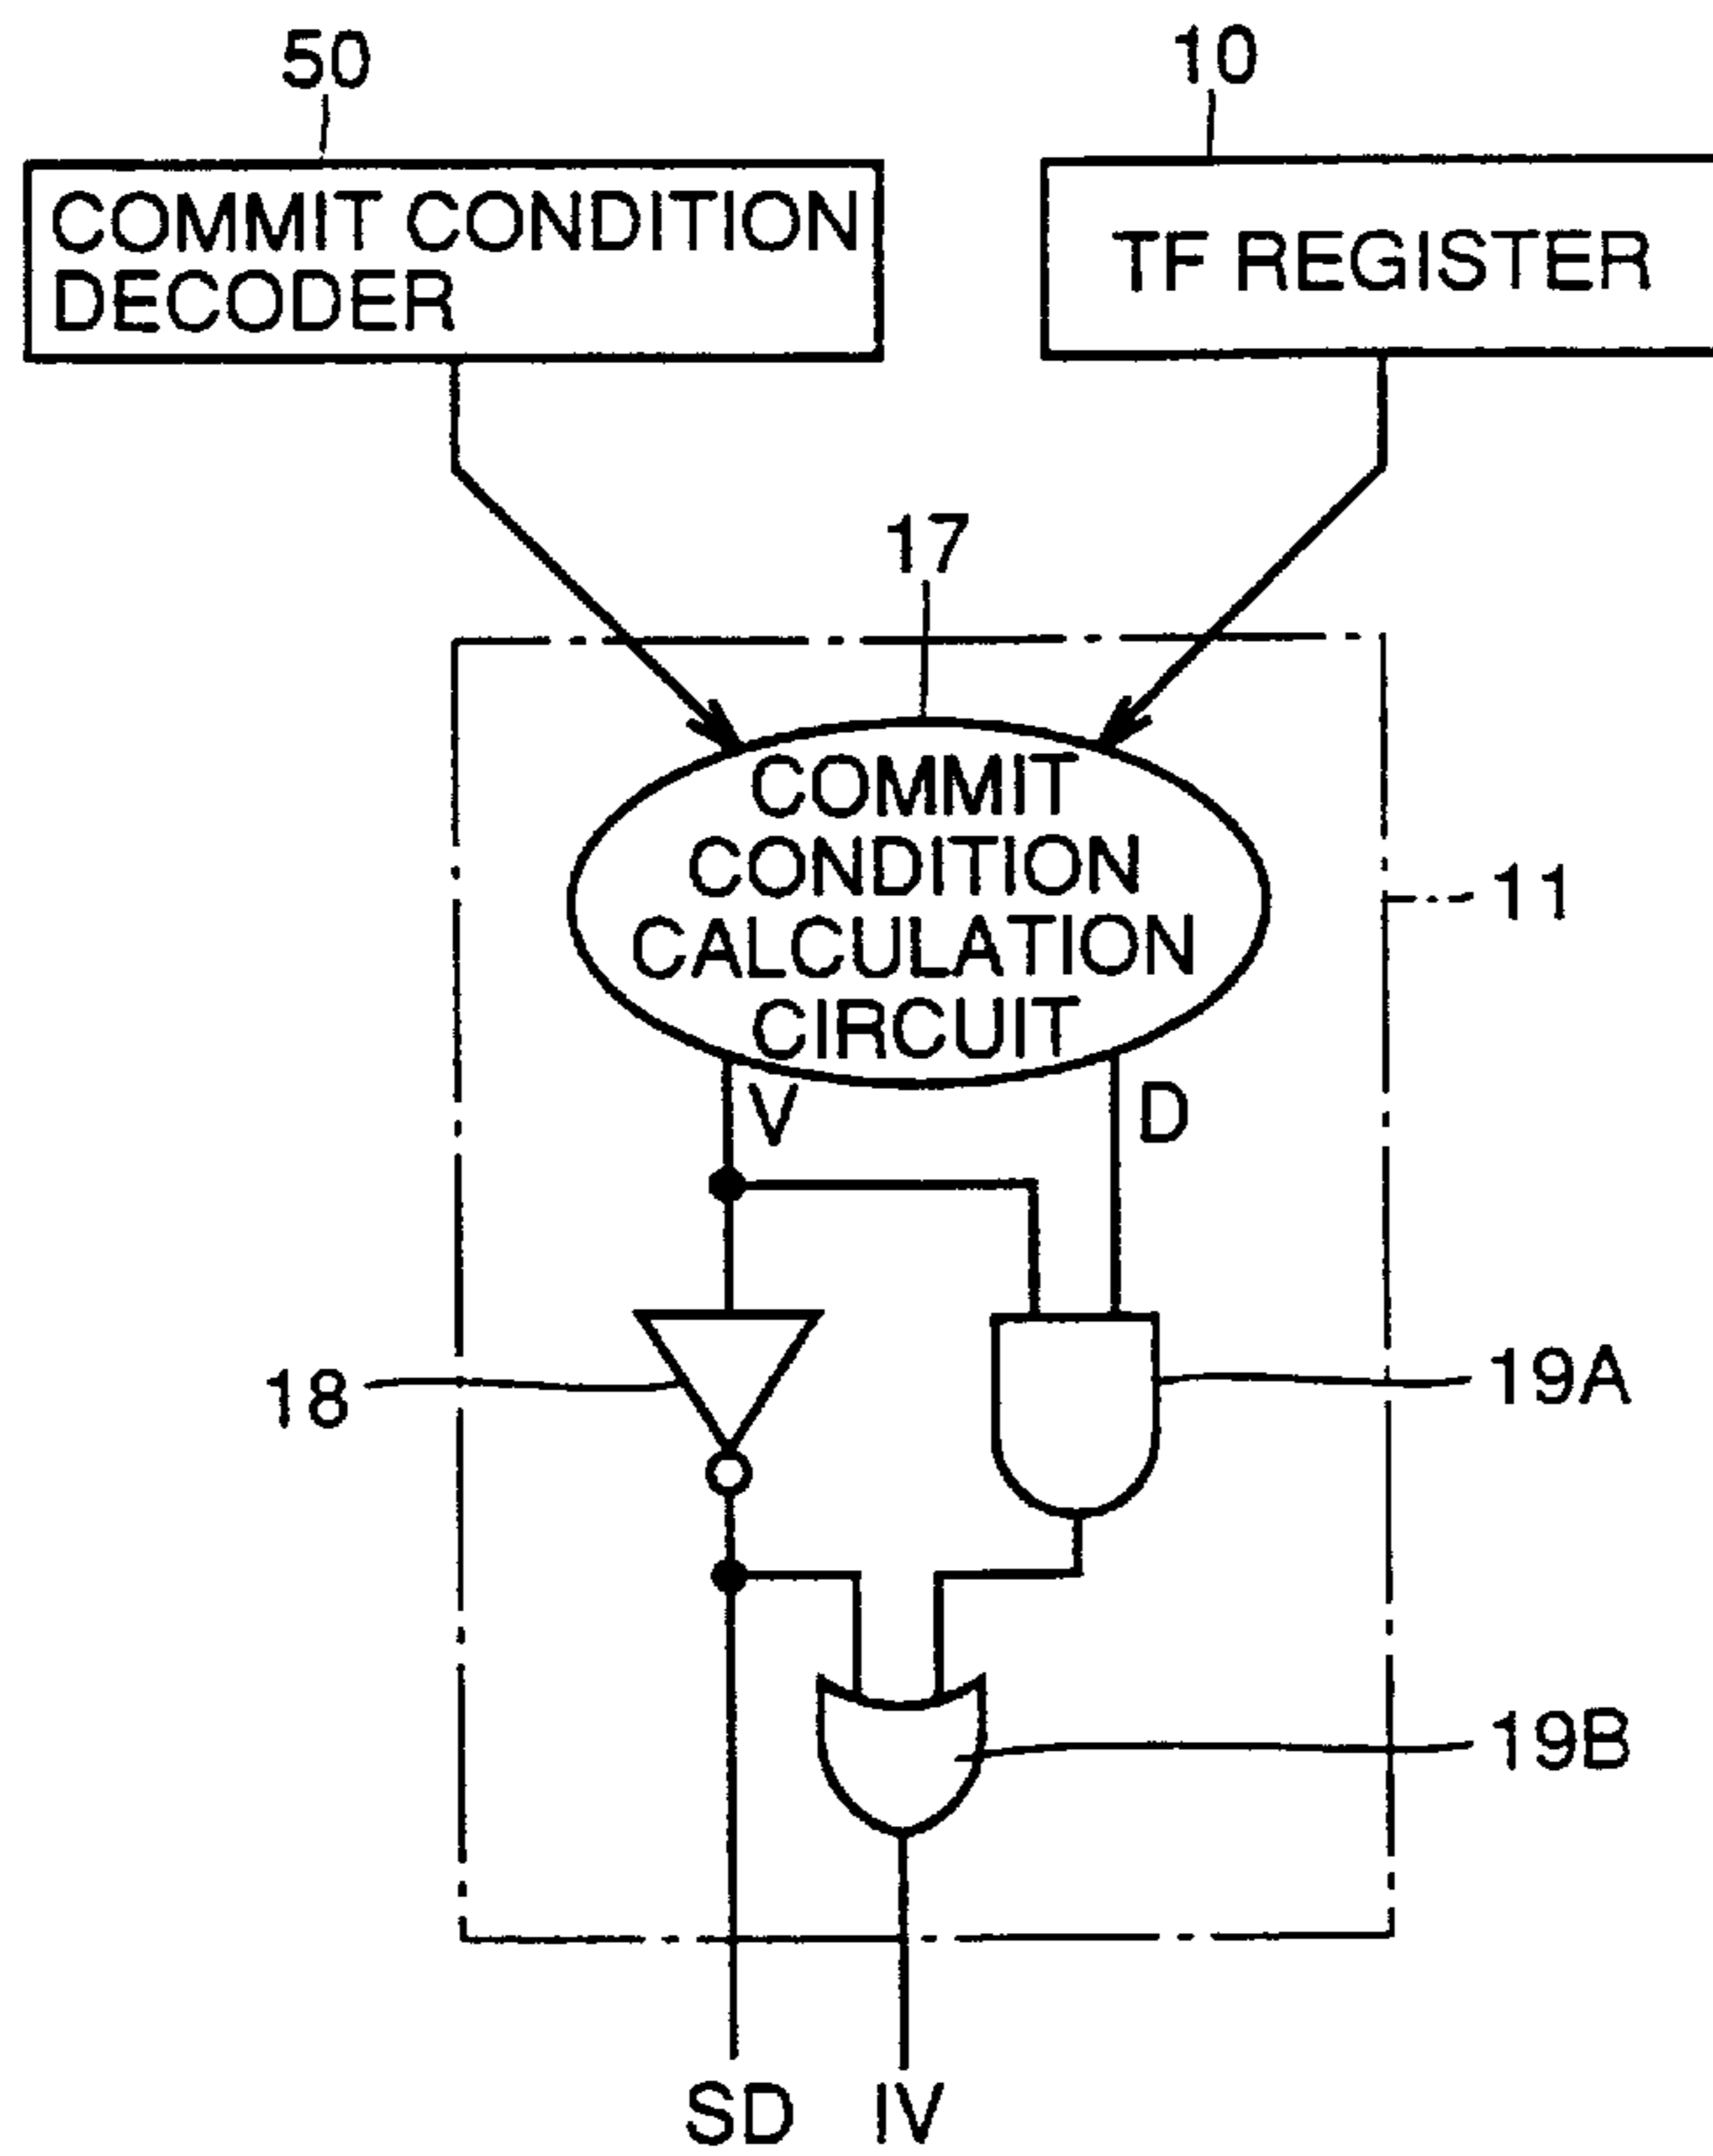 50
10
COMMIT CONDITION
DECODER
TF REGISTER
17
COMMIT
CONDITION
CALCULATION
CIRCUIT
11
V
D
18
19A
19B
SD
IV